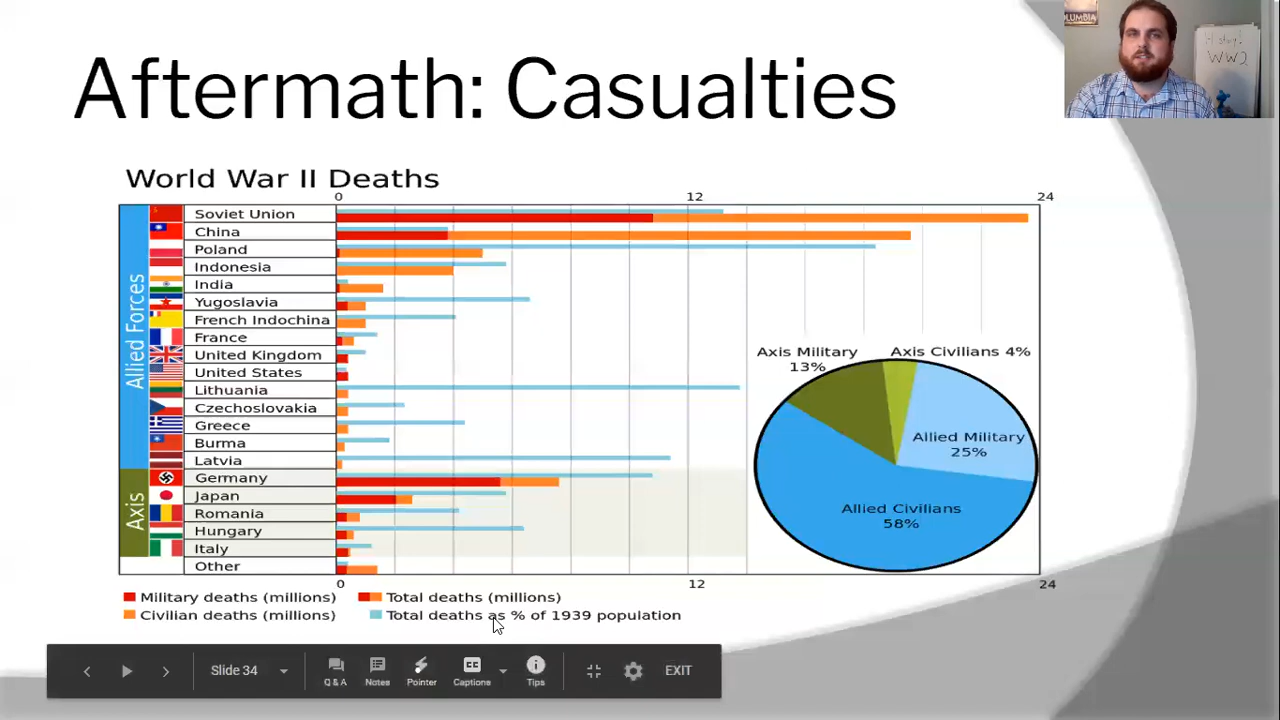 Aftermath: Casualties
LUMBIA
WW2
World War II Deaths
0 12 24
Allied Forces
Soviet Union
China
Poland
Indonesia
India
Yugoslavia
French Indochina
France
United Kingdom
United States
Lithuania
Czechoslovakia
Greece
Burma
Latvia
Axis
Germany
Japan
Romania
Hungary
Italy
Other
Axis Military
13%
Axis Civilians 4%
Allied Military
25%
Allied Civilians
58%
0 12 24
Military deaths (millions)
Total deaths (millions)
Civilian deaths (millions)
Total deaths as % of 1939 population
Slide 34
Q & A
Notes
Pointer
CC
Captions
Tips
EXIT